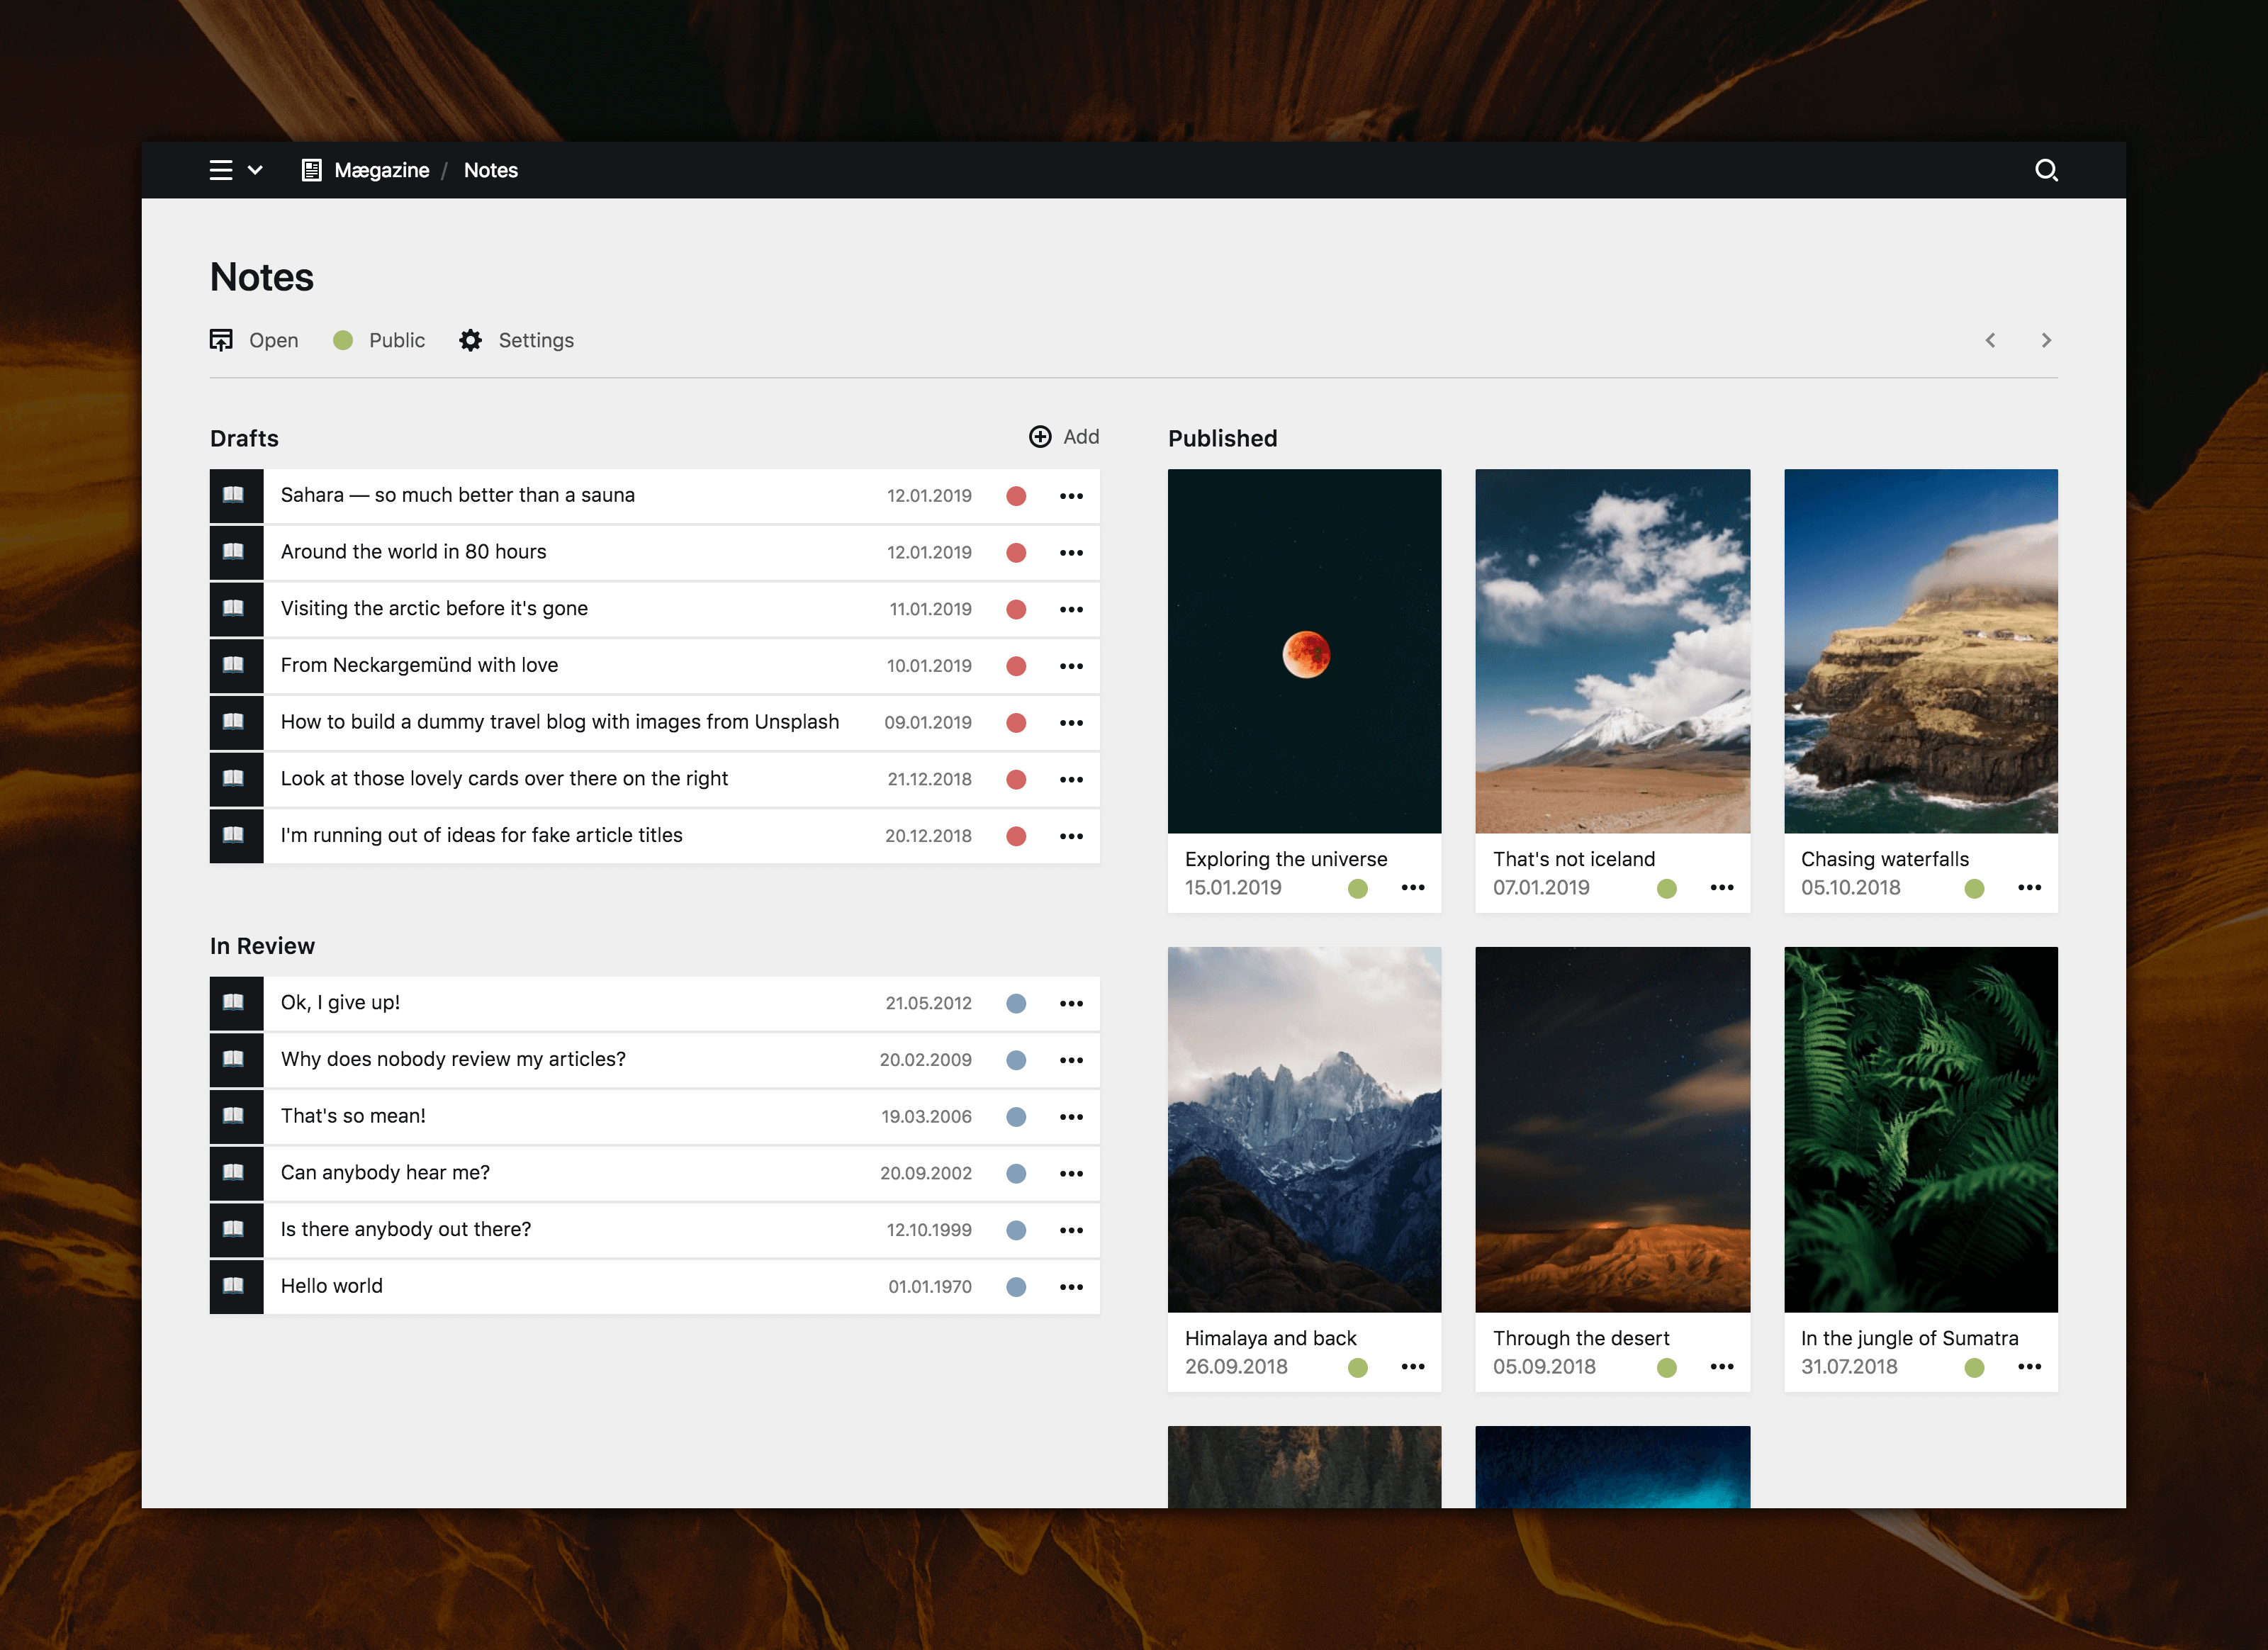 Mægazine / Notes
Notes
Open Public Settings
Drafts Add
Sahara — so much better than a sauna 12.01.2019
Around the world in 80 hours 12.01.2019
Visiting the arctic before it's gone 11.01.2019
From Neckargemünd with love 10.01.2019
How to build a dummy travel blog with images from Unsplash 09.01.2019
Look at those lovely cards over there on the right 21.12.2018
I'm running out of ideas for fake article titles 20.12.2018
In Review
Ok, I give up! 21.05.2012
Why does nobody review my articles? 20.02.2009
That's so mean! 19.03.2006
Can anybody hear me? 20.09.2002
Is there anybody out there? 12.10.1999
Hello world 01.01.1970
Published
Exploring the universe
15.01.2019
That's not iceland
07.01.2019
Chasing waterfalls
05.10.2018
Himalaya and back
26.09.2018
Through the desert
05.09.2018
In the jungle of Sumatra
31.07.2018